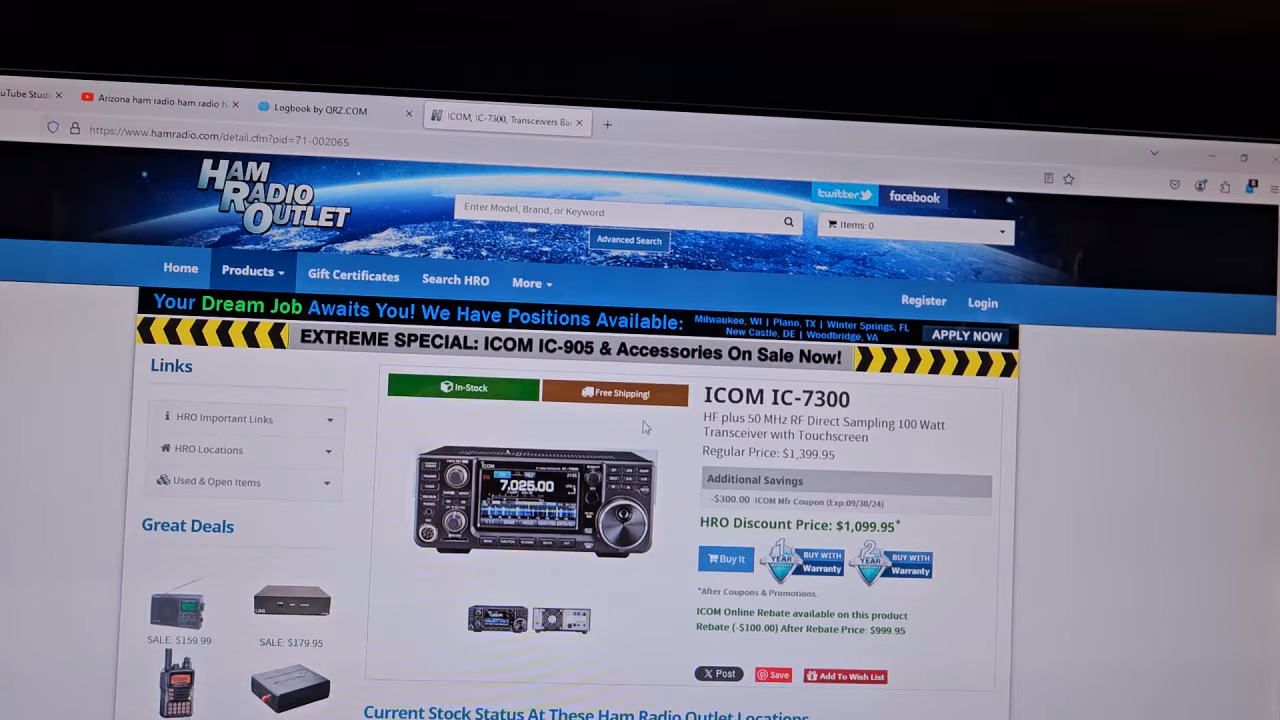 uTube Studi
Arizona ham radio ham radio h
Logbook by QRZ.COM
ICOM, IC-7300, Transceivers Bas
https://www.hamradio.com/detail.cfm?pid=71-002065
HAM RADIO OUTLET
Enter Model, Brand, or Keyword
Advanced Search
twitter
facebook
Items: 0
Home
Products
Gift Certificates
Search HRO
More
Register
Login
Your Dream Job Awaits You! We Have Positions Available:
Milwaukee, WI | Plano, TX | Winter Springs, FL
New Castle, DE | Woodbridge, VA
APPLY NOW
EXTREME SPECIAL: ICOM IC-905 & Accessories On Sale Now!
Links
HRO Important Links
HRO Locations
Used & Open Items
Great Deals
SALE: $159.99
SALE: $179.95
In-Stock
Free Shipping!
7,025.00
ICOM IC-7300
HF plus 50 MHz RF Direct Sampling 100 Watt
Transceiver with Touchscreen
Regular Price: $1,399.95
Additional Savings
-$300.00 ICOM Mfr Coupon (Exp:09/30/24)
HRO Discount Price: $1,099.95*
Buy It
1 YEAR BUY WITH Warranty
2 YEAR BUY WITH Warranty
*After Coupons & Promotions.
ICOM Online Rebate available on this product
Rebate (-$100.00) After Rebate Price: $999.95
Post
Save
Add To Wish List
Current Stock Status At These Ham Radio Outlet Locations